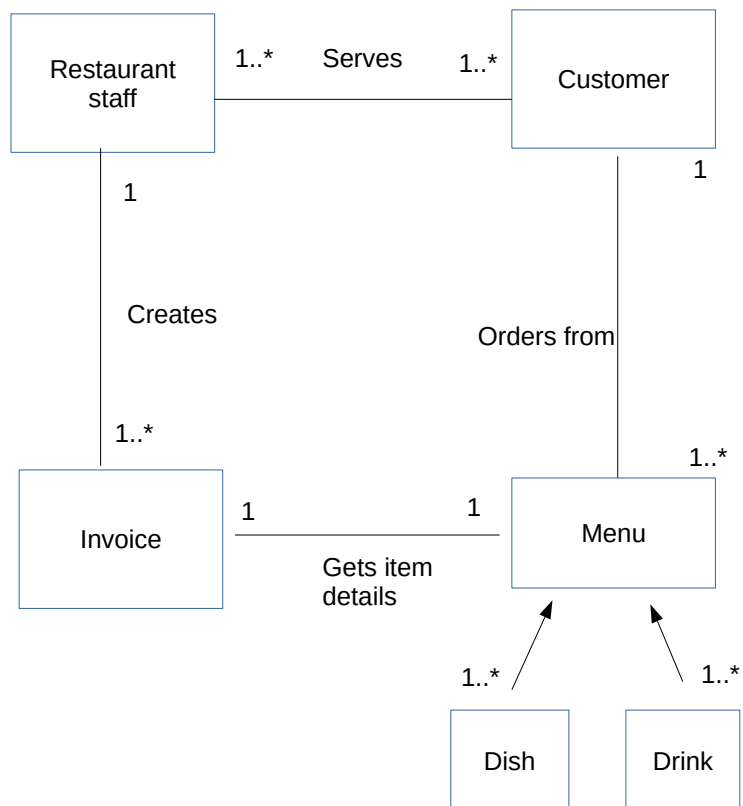 Restaurant
staff
1..*
Serves
1..*
Customer
1
1
Creates
Orders from
1..*
1..*
Invoice
1
1
Menu
Gets item
details
1..*
1..*
Dish
Drink